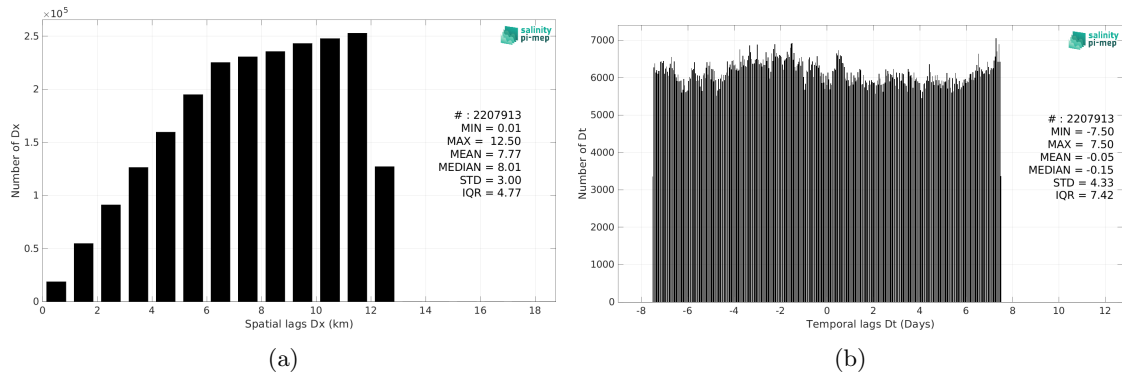 ×10⁵
2.5
2
1.5
1
0.5
0
Number of Dx
0 2 4 6 8 10 12 14 16 18
Spatial lags Dx (km)
salinity
pi-mep
# : 2207913
MIN = 0.01
MAX = 12.50
MEAN = 7.77
MEDIAN = 8.01
STD = 3.00
IQR = 4.77
(a)
7000
6000
5000
4000
3000
2000
1000
0
Number of Dt
-8 -6 -4 -2 0 2 4 6 8 10 12
Temporal lags Dt (Days)
salinity
pi-mep
# : 2207913
MIN = -7.50
MAX = 7.50
MEAN = -0.05
MEDIAN = -0.15
STD = 4.33
IQR = 7.42
(b)